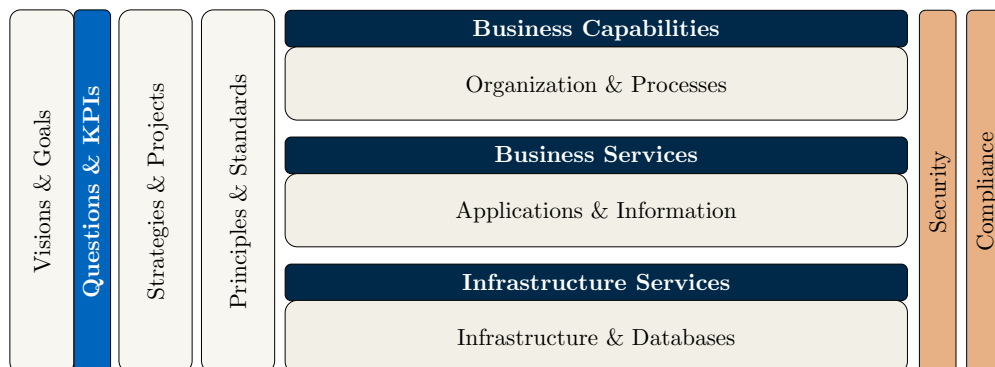 Visions & Goals
Questions & KPIs
Strategies & Projects
Principles & Standards
Business Capabilities
Organization & Processes
Business Services
Applications & Information
Infrastructure Services
Infrastructure & Databases
Security
Compliance